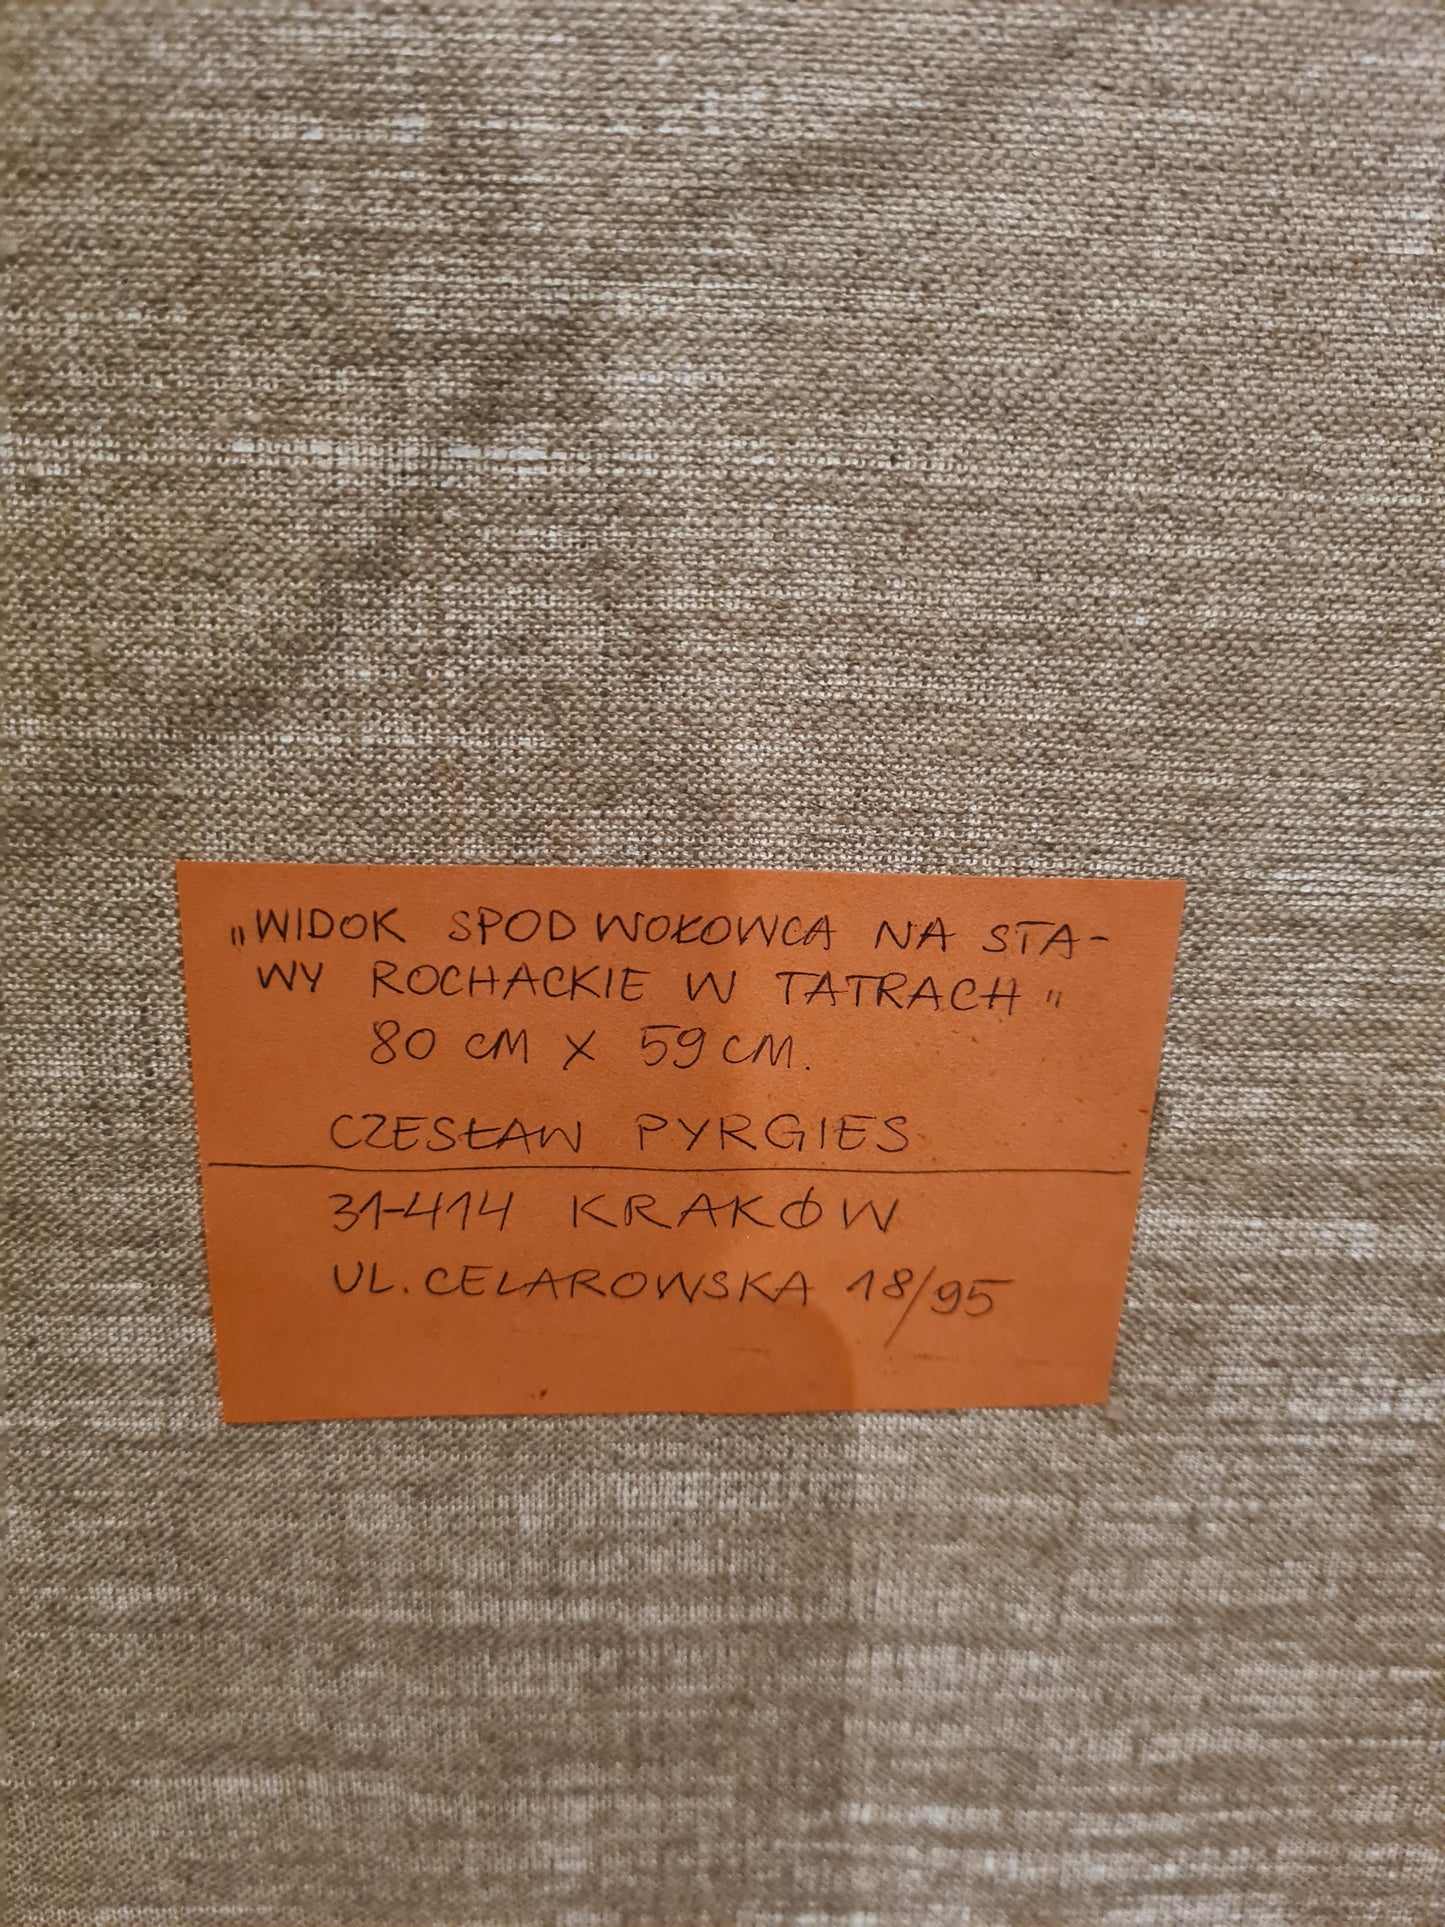 „WIDOK SPOD WOŁOWCA NA STA-
WY ROCHACKIE W TATRACH"
80 CM X 59 CM.
CZESŁAW PYRGIES
31-414 KRAKÓW
UL. CELAROWSKA 18/95